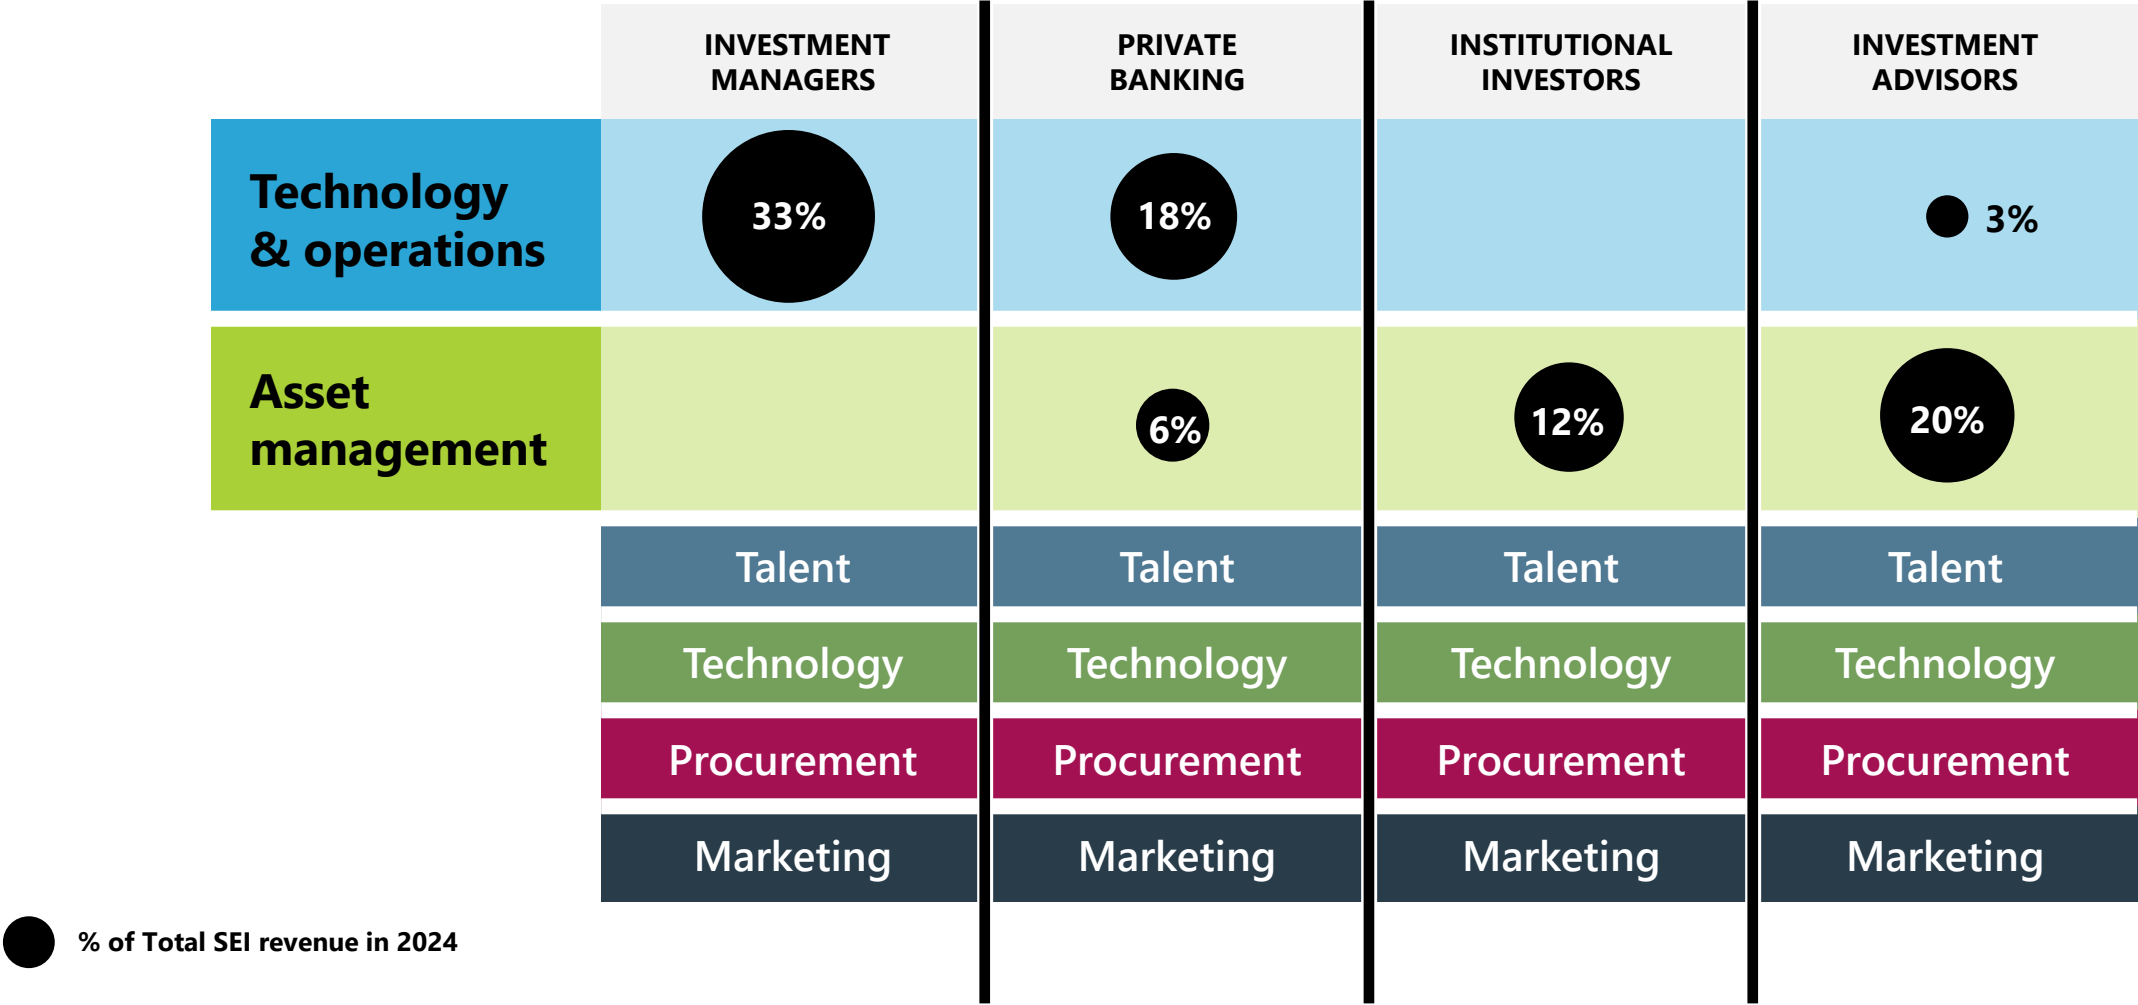 INVESTMENT
MANAGERS
PRIVATE
BANKING
INSTITUTIONAL
INVESTORS
INVESTMENT
ADVISORS
Technology
& operations
33%
18%
3%
Asset
management
6%
12%
20%
Talent
Talent
Talent
Talent
Technology
Technology
Technology
Technology
Procurement
Procurement
Procurement
Procurement
Marketing
Marketing
Marketing
Marketing
% of Total SEI revenue in 2024